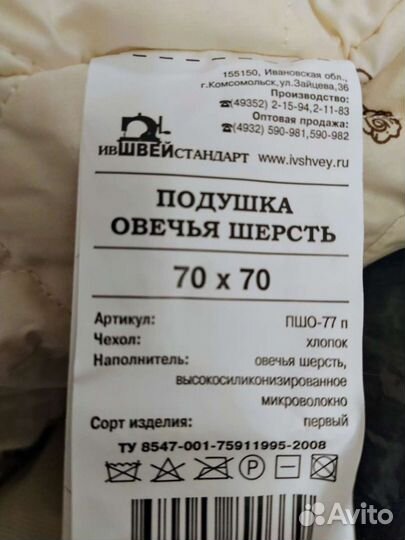 155150, Ивановская обл.,
г.Комсомольск,ул.Зайцева,36
Производство:
☎(49352) 2-15-94,2-11-83
Оптовая продажа:
☎(4932) 590-981,590-982
ИВШВЕЙСТАНДАРТ www.ivshvey.ru
ПОДУШКА
ОВЕЧЬЯ ШЕРСТЬ
70 x 70
Артикул: ПШО-77 п
Чехол: хлопок
Наполнитель: овечья шерсть,
высокосиликонизированное
микроволокно
Сорт изделия: первый
ТУ 8547-001-75911995-2008
P
Avito